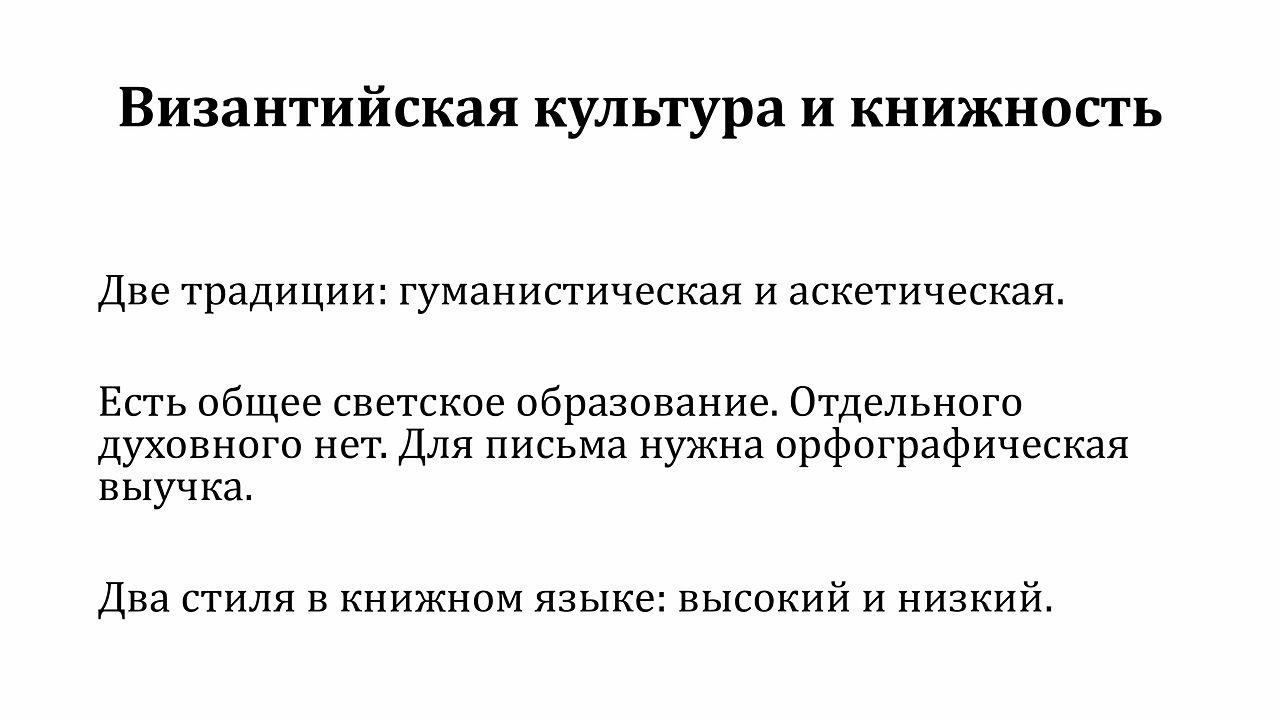 Византийская культура и книжность
Две традиции: гуманистическая и аскетическая.
Есть общее светское образование. Отдельного
духовного нет. Для письма нужна орфографическая
выучка.
Два стиля в книжном языке: высокий и низкий.